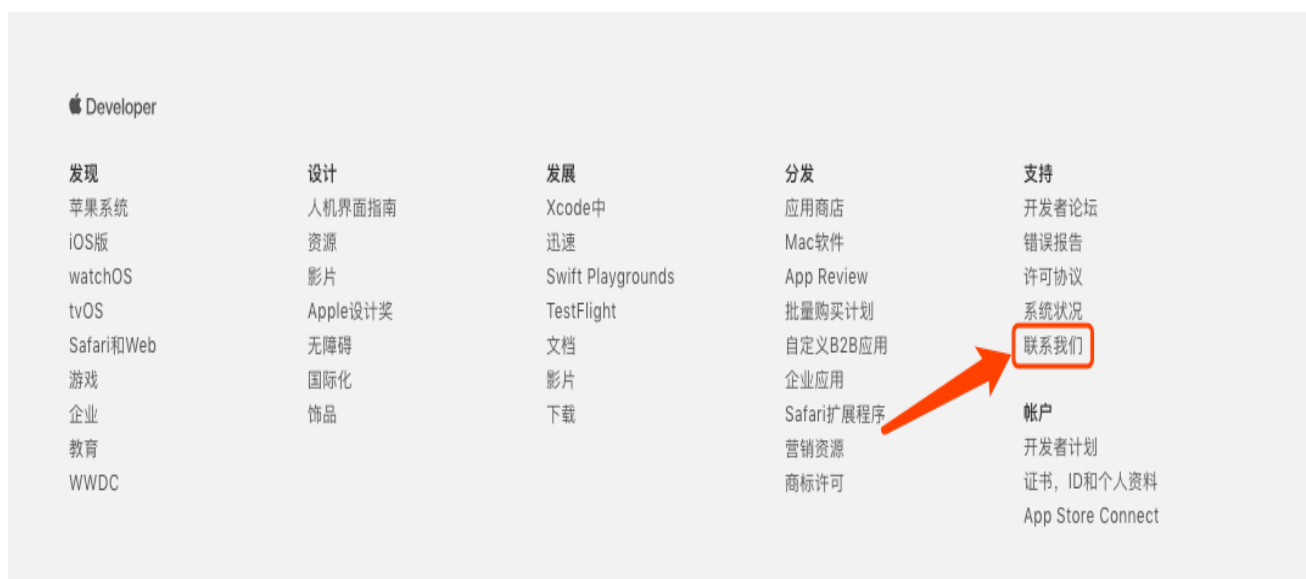 Developer
发现
苹果系统
iOS版
watchOS
tvOS
Safari和Web
游戏
企业
教育
WWDC
设计
人机界面指南
资源
影片
Apple设计奖
无障碍
国际化
饰品
发展
Xcode中
迅速
Swift Playgrounds
TestFlight
文档
影片
下载
分发
应用商店
Mac软件
App Review
批量购买计划
自定义B2B应用
企业应用
Safari扩展程序
营销资源
商标许可
支持
开发者论坛
错误报告
许可协议
系统状况
联系我们
帐户
开发者计划
证书，ID和个人资料
App Store Connect